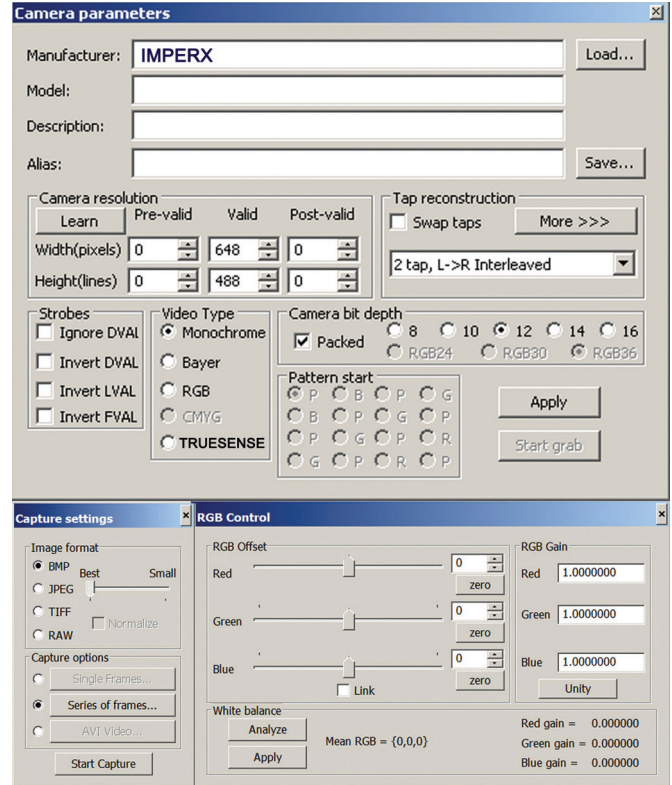 Camera parameters
Manufacturer: IMPERX Load...
Model:
Description:
Alias: Save...
Camera resolution
Learn Pre-valid Valid Post-valid
Width(pixels) 0 648 0
Height(lines) 0 488 0
Tap reconstruction
Swap taps More >>>
2 tap, L->R Interleaved
Strobes
Ignore DVAL
Invert DVAL
Invert LVAL
Invert FVAL
Video Type
Monochrome
Bayer
RGB
CMYG
TRUESENSE
Camera bit depth
Packed 8 10 12 14 16
RGB24 RGB30 RGB36
Pattern start
P B P G
B P G P
P G P R
G P R P
Apply
Start grab
Capture settings
Image format
BMP Best Small
JPEG
TIFF Normalize
RAW
Capture options
Single Frames...
Series of frames...
AVI Video...
Start Capture
RGB Control
RGB Offset
Red 0
zero
Green 0
zero
Blue 0
Link zero
RGB Gain
Red 1.0000000
Green 1.0000000
Blue 1.0000000
Unity
White balance
Analyze
Apply
Mean RGB = {0,0,0}
Red gain = 0.000000
Green gain = 0.000000
Blue gain = 0.000000